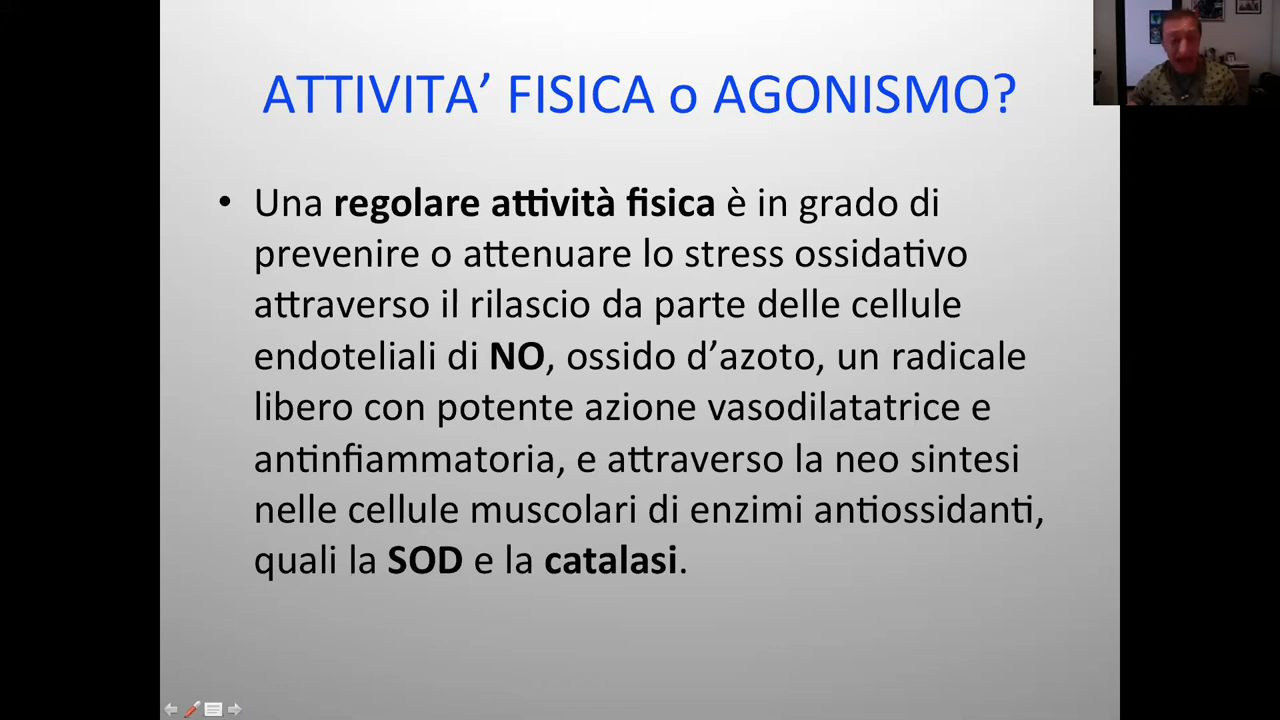 ATTIVITA’ FISICA o AGONISMO?
• Una regolare attività fisica è in grado di
prevenire o attenuare lo stress ossidativo
attraverso il rilascio da parte delle cellule
endoteliali di NO, ossido d’azoto, un radicale
libero con potente azione vasodilatatrice e
antinfiammatoria, e attraverso la neo sintesi
nelle cellule muscolari di enzimi antiossidanti,
quali la SOD e la catalasi.